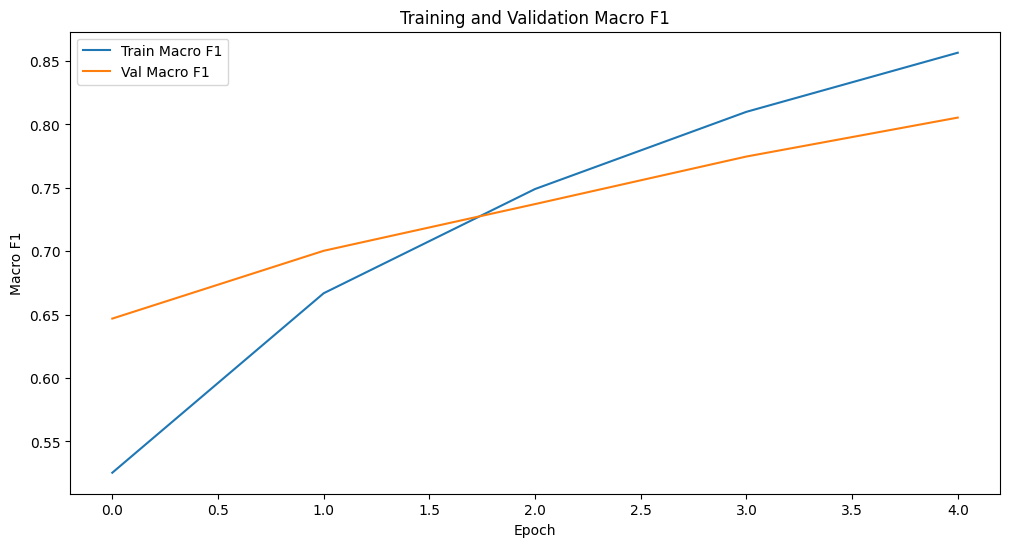 Training and Validation Macro F1
Train Macro F1
Val Macro F1
Macro F1
0.85
0.80
0.75
0.70
0.65
0.60
0.55
0.0 0.5 1.0 1.5 2.0 2.5 3.0 3.5 4.0
Epoch